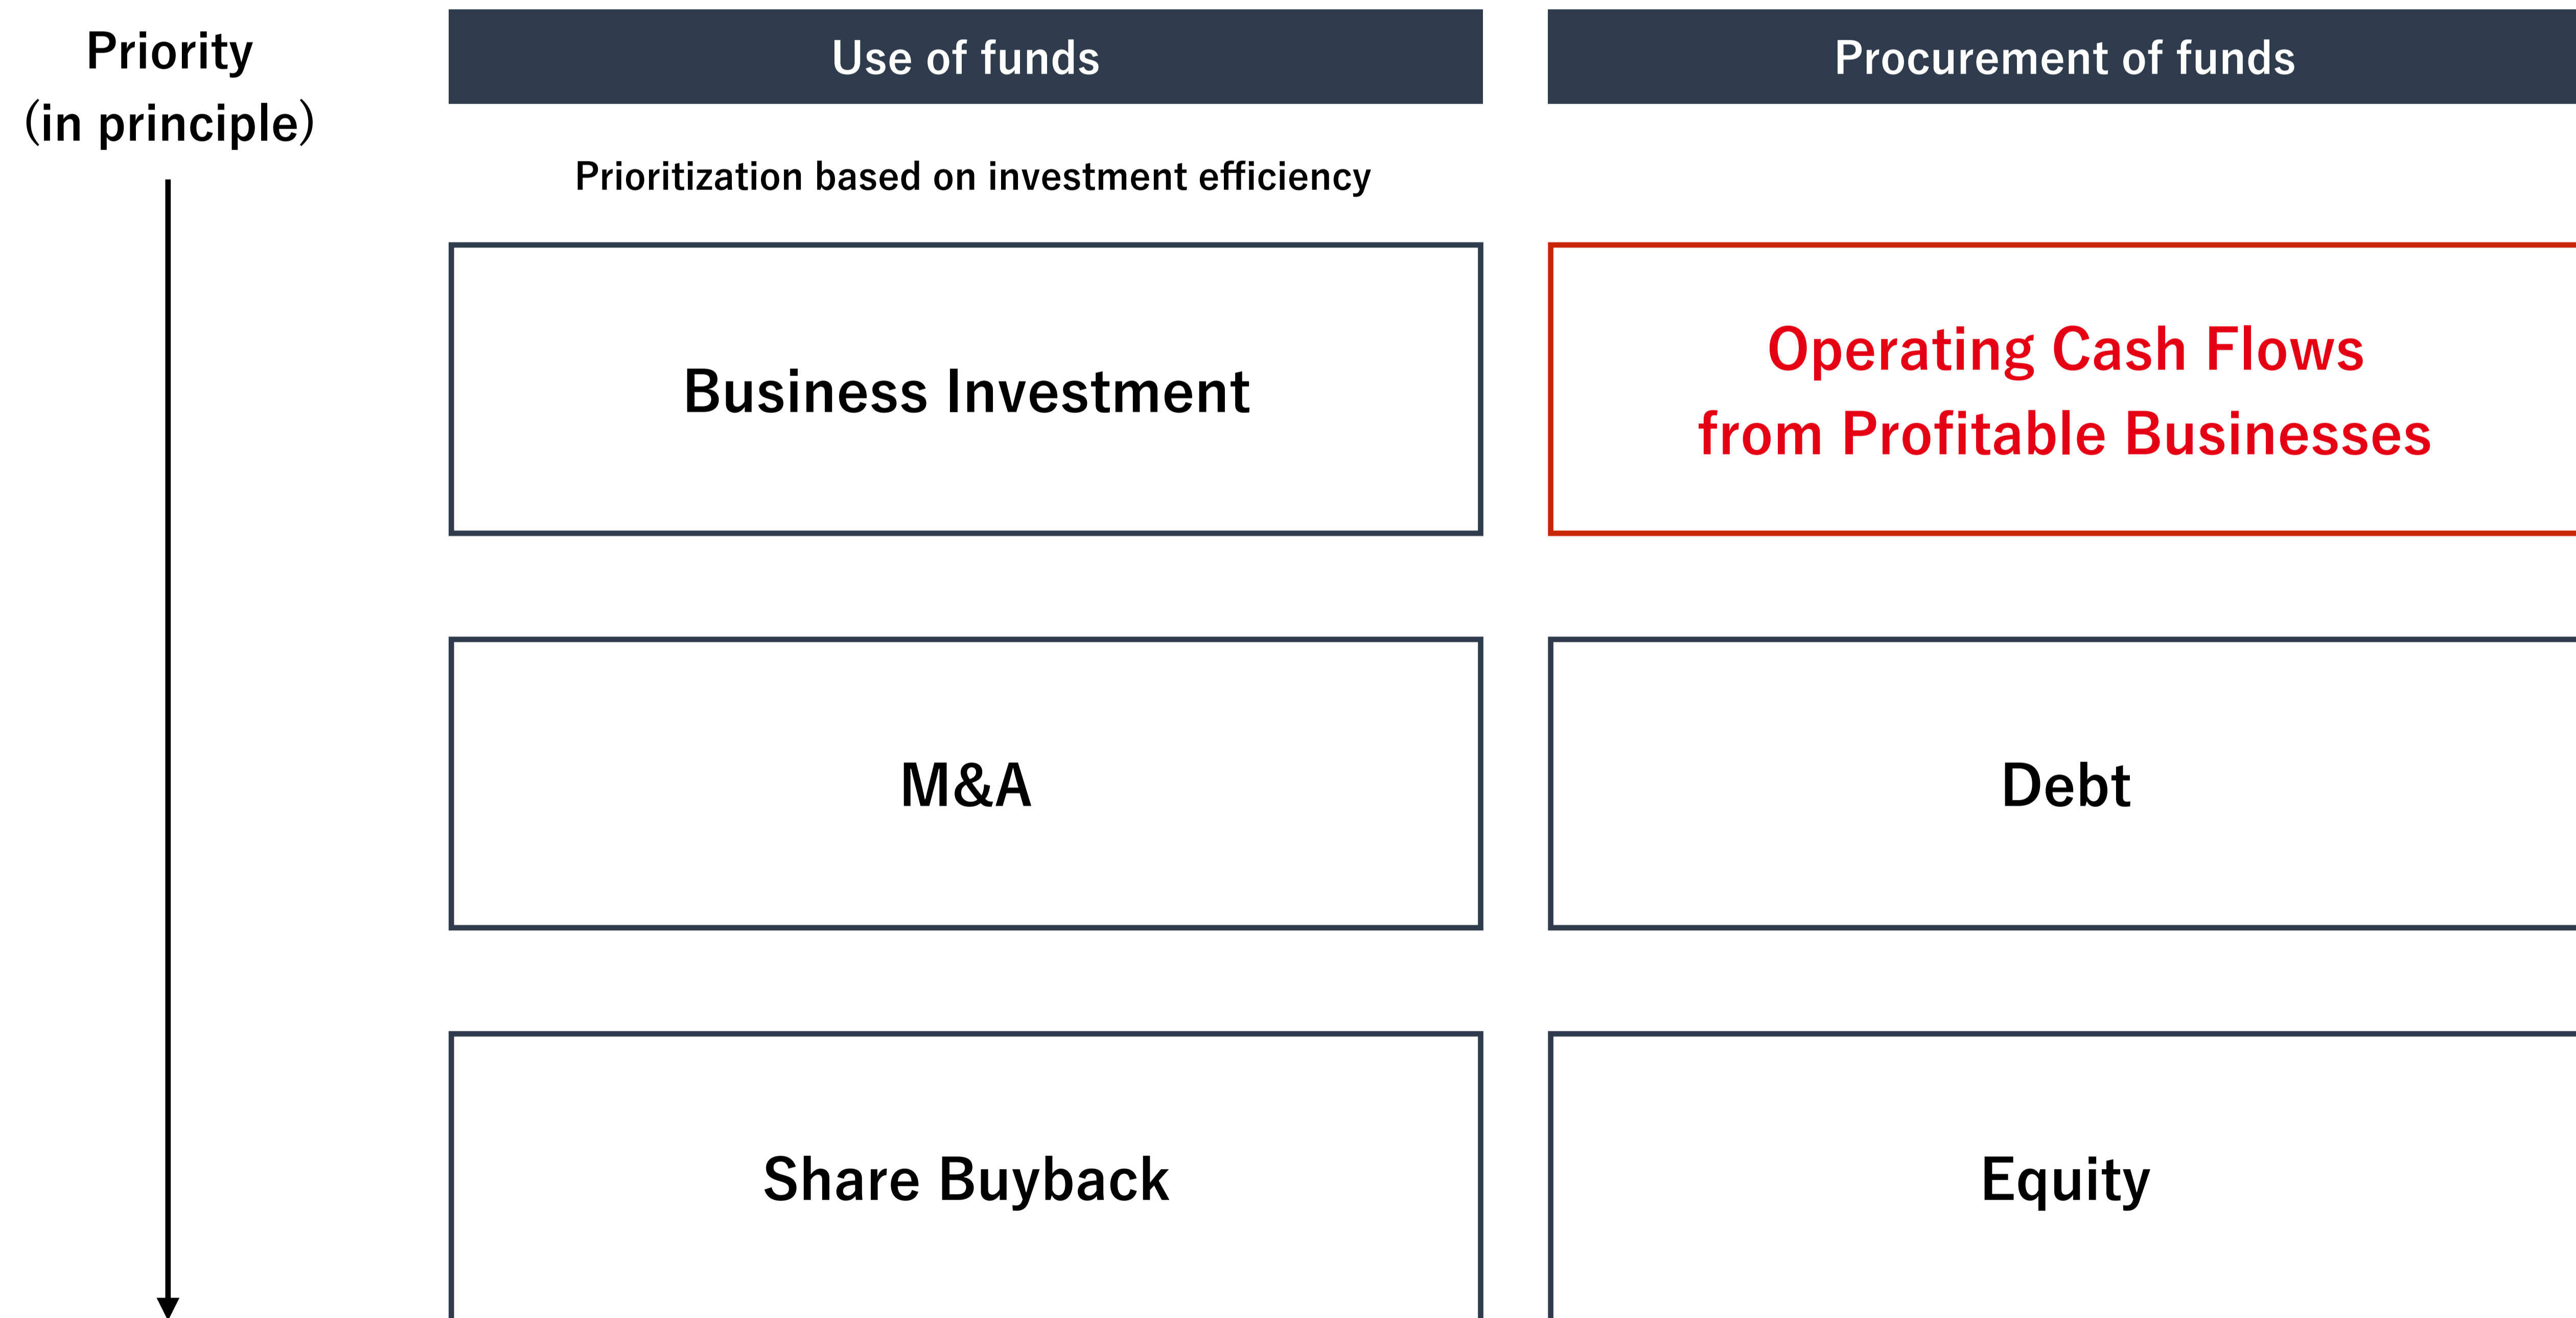 Priority
(in principle)
Use of funds
Procurement of funds
Prioritization based on investment efficiency
Business Investment
Operating Cash Flows
from Profitable Businesses
M&A
Debt
Share Buyback
Equity